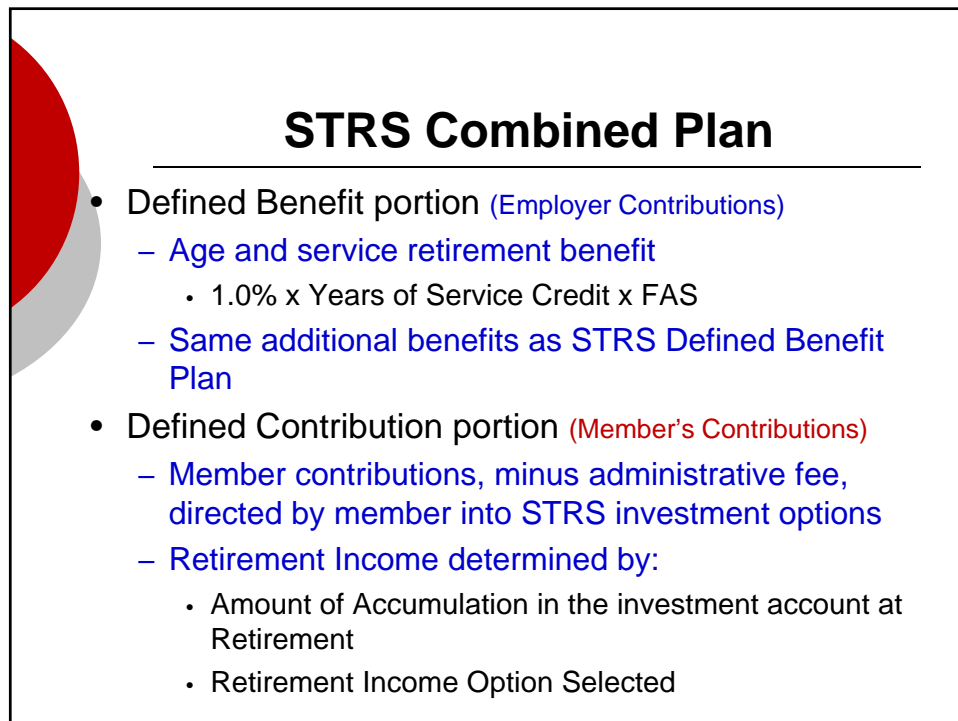 STRS Combined Plan
• Defined Benefit portion (Employer Contributions)
– Age and service retirement benefit
• 1.0% x Years of Service Credit x FAS
– Same additional benefits as STRS Defined Benefit
Plan
• Defined Contribution portion (Member's Contributions)
– Member contributions, minus administrative fee,
directed by member into STRS investment options
– Retirement Income determined by:
• Amount of Accumulation in the investment account at
Retirement
• Retirement Income Option Selected